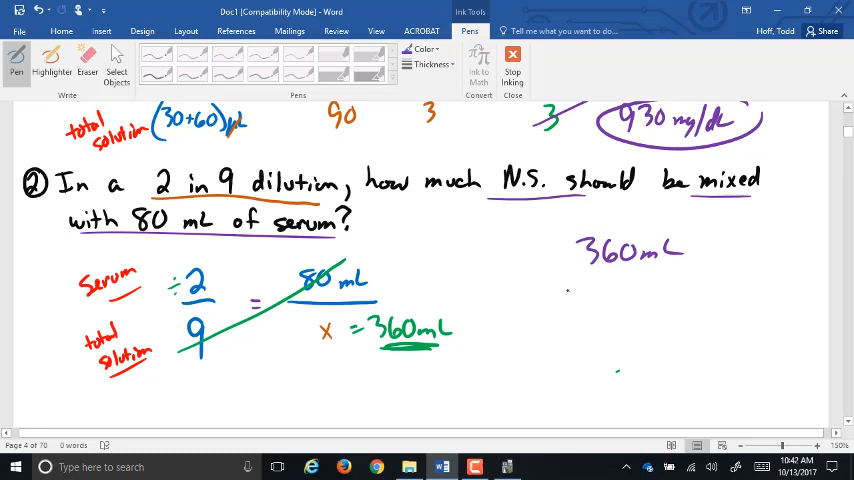 Doc1 [Compatibility Mode] - Word
Ink Tools
Hoff, Todd
File Home Insert Design Layout References Mailings Review View ACROBAT Pens Tell me what you want to do... Share
Pen Highlighter Eraser Select Objects
Color
Thickness
Ink to Math
Stop Inking
Write Pens Convert Close
total solution (30+60)μL 90 3 3 930 mg/dL
② In a 2 in 9 dilution, how much N.S. should be mixed
with 80 mL of serum?
360mL
serum ÷ 2 = 80 mL
total solution 9 x = 360mL
Page 4 of 70 0 words 150%
Type here to search
10:42 AM
10/13/2017